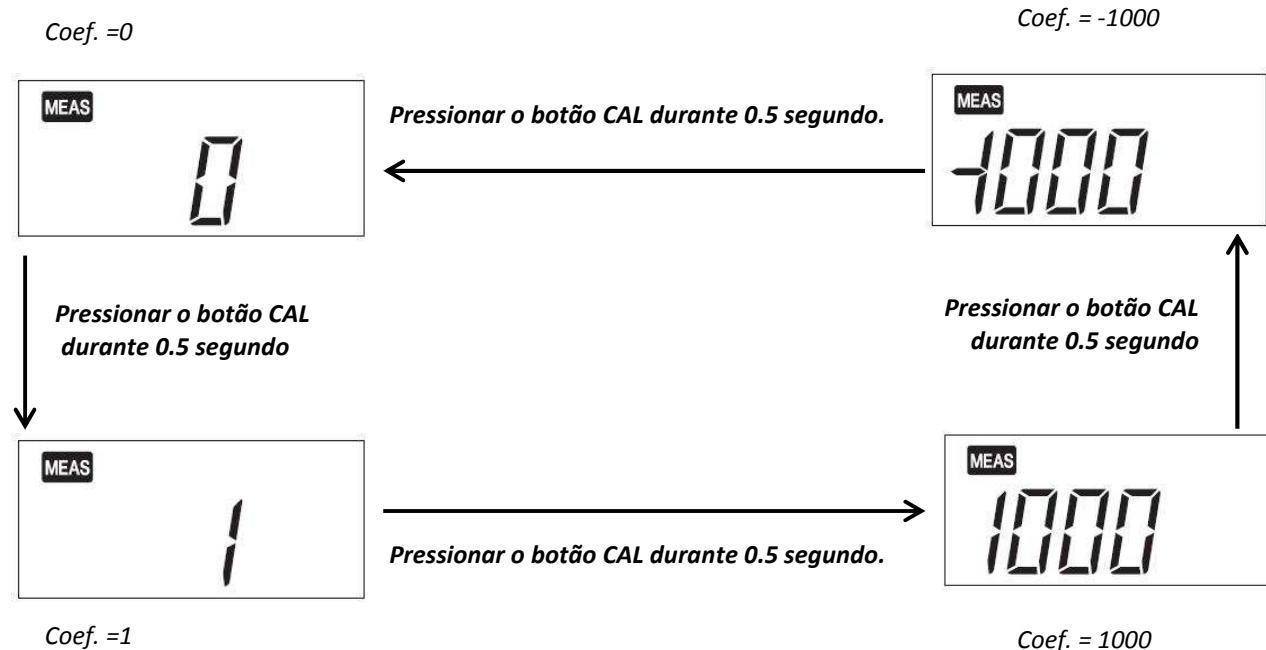 Coef. =0
Coef. = -1000
MEAS
0
Pressionar o botão CAL durante 0.5 segundo.
MEAS
-1000
Pressionar o botão CAL
durante 0.5 segundo
Pressionar o botão CAL
durante 0.5 segundo
MEAS
1
Pressionar o botão CAL durante 0.5 segundo.
MEAS
1000
Coef. =1
Coef. = 1000